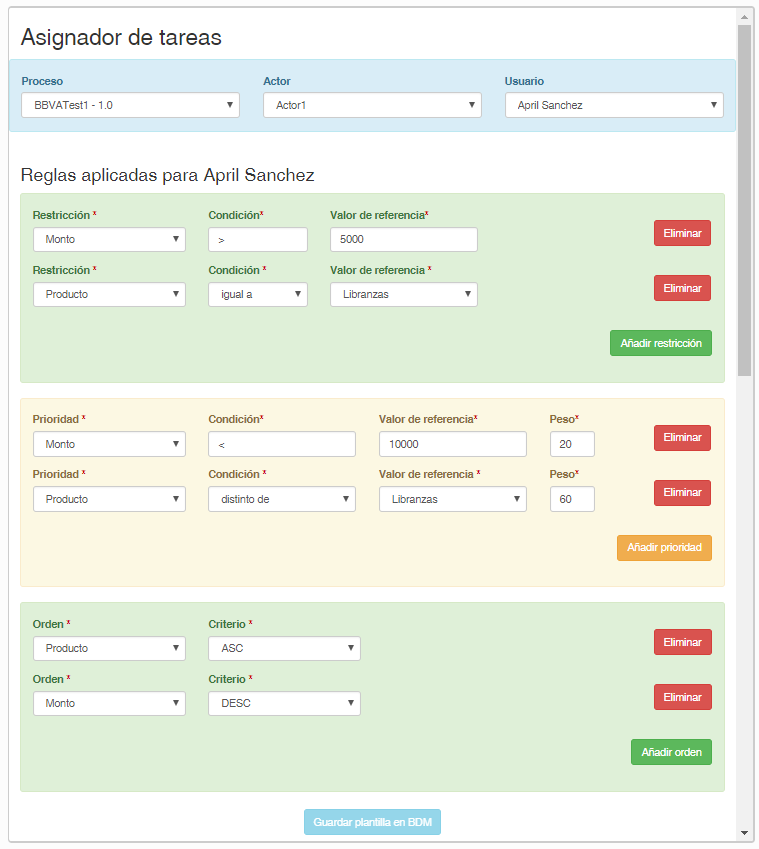 Asignador de tareas
Proceso Actor Usuario
BBVATest1 - 1.0 Actor1 April Sanchez
Reglas aplicadas para April Sanchez
Restricción * Condición* Valor de referencia*
Monto > 5000 Eliminar
Restricción * Condición * Valor de referencia *
Producto igual a Libranzas Eliminar
Añadir restricción
Prioridad * Condición* Valor de referencia* Peso*
Monto < 10000 20 Eliminar
Prioridad * Condición * Valor de referencia * Peso*
Producto distinto de Libranzas 60 Eliminar
Añadir prioridad
Orden * Criterio *
Producto ASC Eliminar
Orden * Criterio *
Monto DESC Eliminar
Añadir orden
Guardar plantilla en BDM